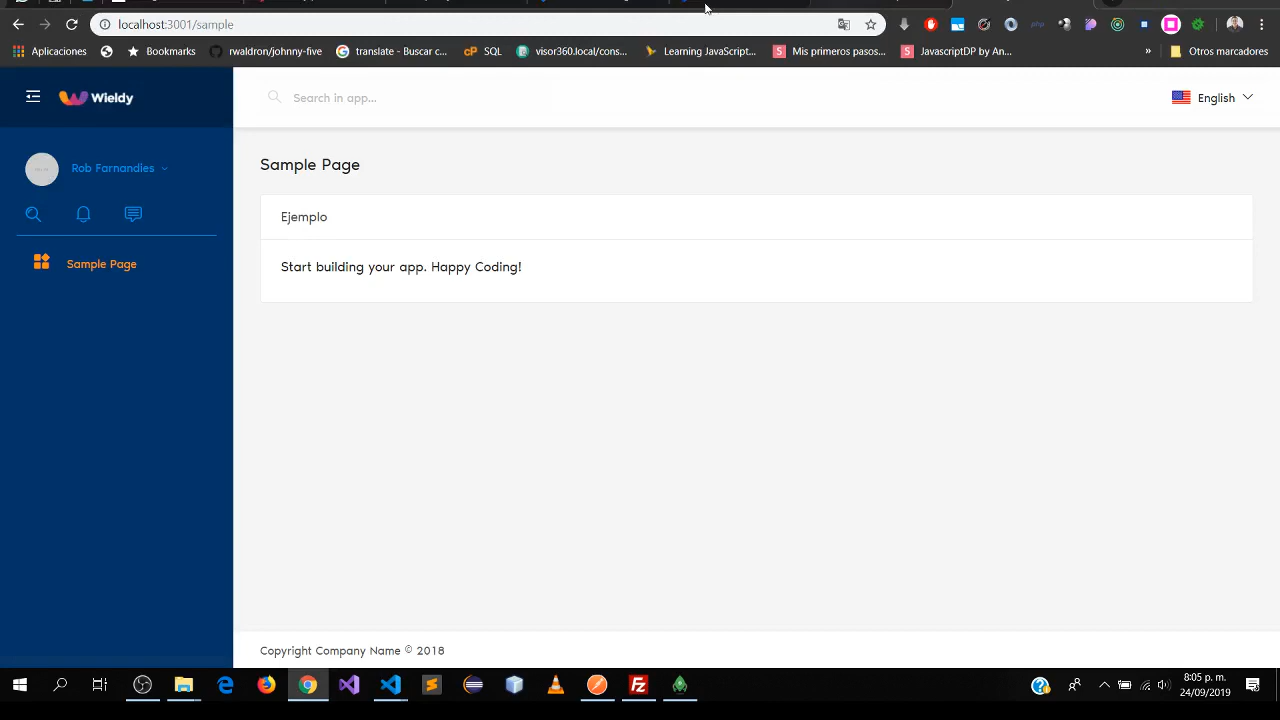 localhost:3001/sample
Aplicaciones
Bookmarks
rwaldron/johnny-five
translate - Buscar c...
cP SQL
visor360.local/cons...
Learning JavaScript...
S Mis primeros pasos...
S JavascriptDP by An...
»
Otros marcadores
Wieldy
Search in app...
English
Rob Farnandies
Sample Page
Sample Page
Ejemplo
Start building your app. Happy Coding!
Copyright Company Name © 2018
8:05 p. m.
24/09/2019